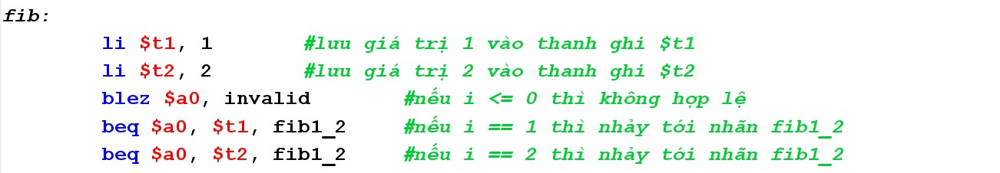 fib:
li $t1, 1 #lưu giá trị 1 vào thanh ghi $t1
li $t2, 2 #lưu giá trị 2 vào thanh ghi $t2
blez $a0, invalid #nếu i <= 0 thì không hợp lệ
beq $a0, $t1, fib1_2 #nếu i == 1 thì nhảy tới nhãn fib1_2
beq $a0, $t2, fib1_2 #nếu i == 2 thì nhảy tới nhãn fib1_2